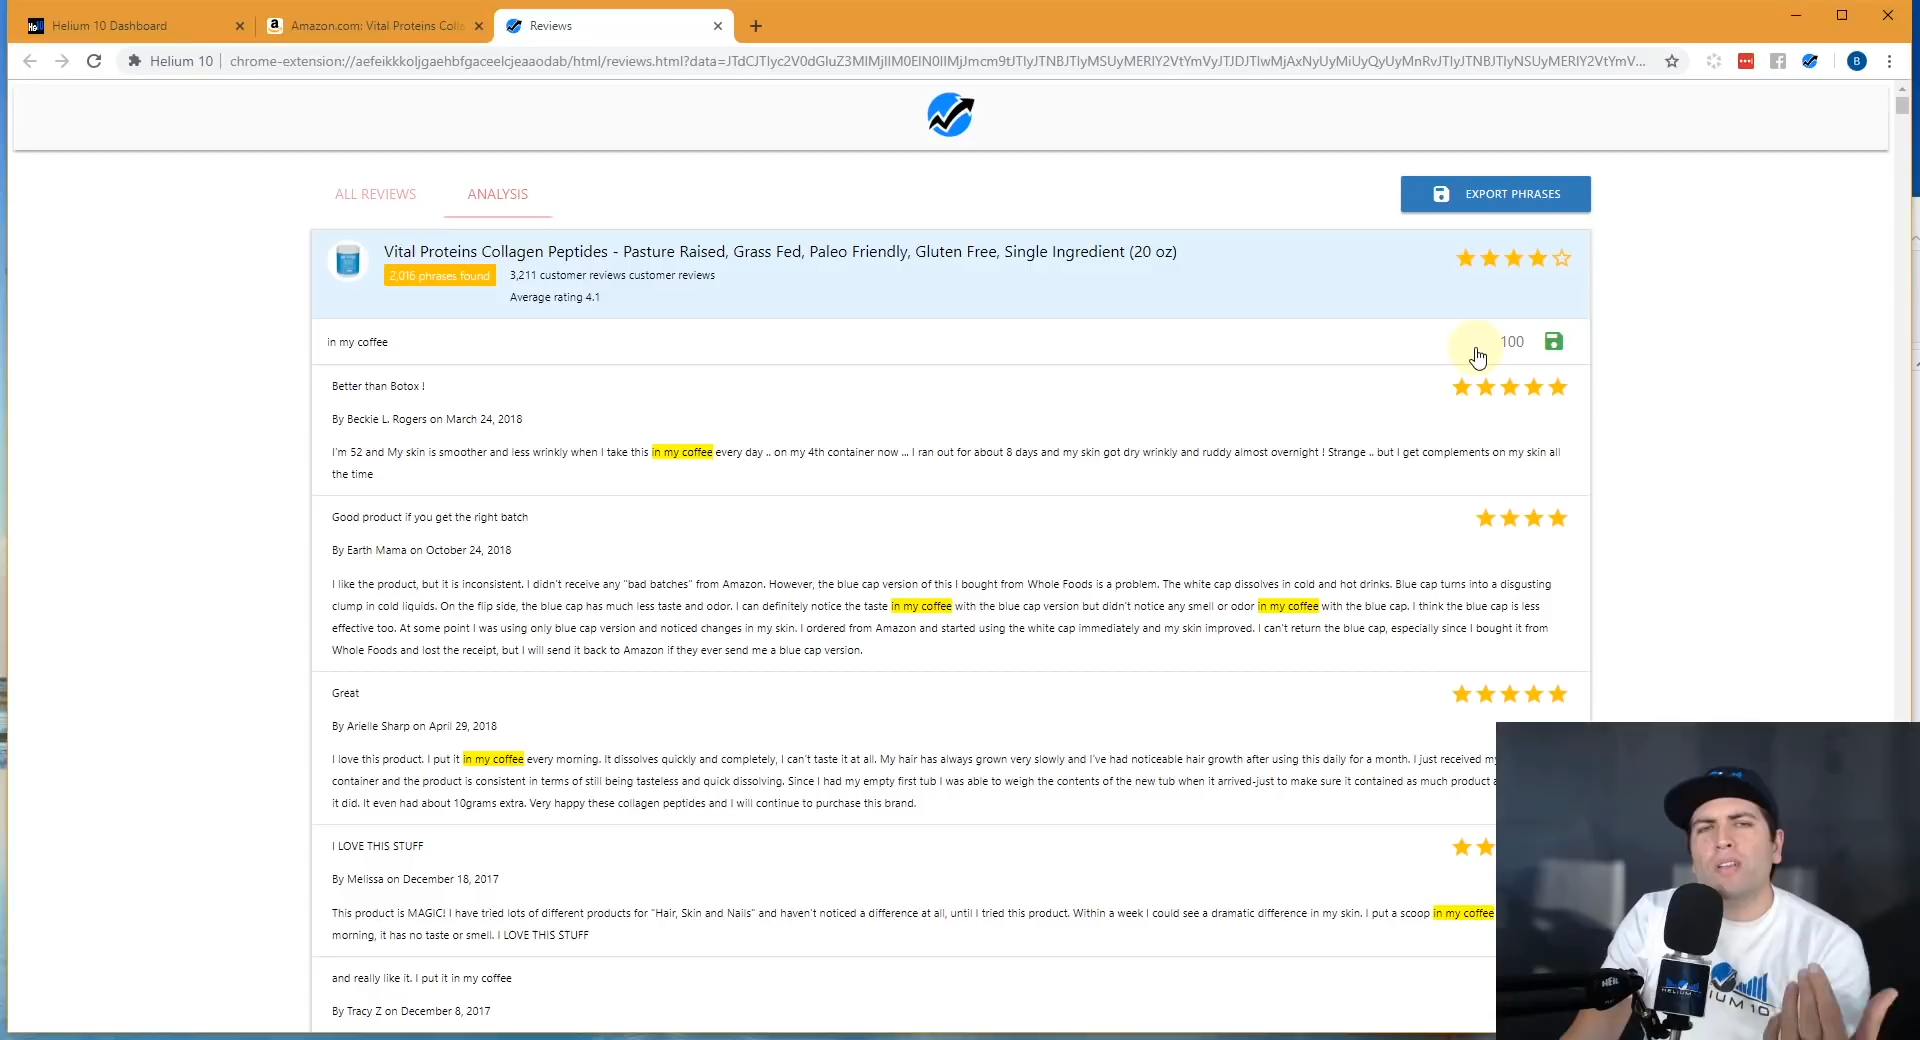 Helium 10 Dashboard
Amazon.com: Vital Proteins Colla
Reviews
Helium 10
chrome-extension://aefeikkkoljgaehbfgaceelcjeaaodab/html/reviews.html?data=
B
ALL REVIEWS
ANALYSIS
EXPORT PHRASES
Vital Proteins Collagen Peptides - Pasture Raised, Grass Fed, Paleo Friendly, Gluten Free, Single Ingredient (20 oz)
2,016 phrases found
3,211 customer reviews customer reviews
Average rating 4.1
in my coffee
100
Better than Botox !
By Beckie L. Rogers on March 24, 2018
I'm 52 and My skin is smoother and less wrinkly when I take this in my coffee every day .. on my 4th container now ... I ran out for about 8 days and my skin got dry wrinkly and ruddy almost overnight ! Strange .. but I get complements on my skin all
the time
Good product if you get the right batch
By Earth Mama on October 24, 2018
I like the product, but it is inconsistent. I didn't receive any "bad batches" from Amazon. However, the blue cap version of this I bought from Whole Foods is a problem. The white cap dissolves in cold and hot drinks. Blue cap turns into a disgusting
clump in cold liquids. On the flip side, the blue cap has much less taste and odor. I can definitely notice the taste in my coffee with the blue cap version but didn't notice any smell or odor in my coffee with the blue cap. I think the blue cap is less
effective too. At some point I was using only blue cap version and noticed changes in my skin. I ordered from Amazon and started using the white cap immediately and my skin improved. I can't return the blue cap, especially since I bought it from
Whole Foods and lost the receipt, but I will send it back to Amazon if they ever send me a blue cap version.
Great
By Arielle Sharp on April 29, 2018
I love this product. I put it in my coffee every morning. It dissolves quickly and completely, I can't taste it at all. My hair has always grown very slowly and I've had noticeable hair growth after using this daily for a month. I just received my
container and the product is consistent in terms of still being tasteless and quick dissolving. Since I had my empty first tub I was able to weigh the contents of the new tub when it arrived-just to make sure it contained as much product a
it did. It even had about 10grams extra. Very happy these collagen peptides and I will continue to purchase this brand.
I LOVE THIS STUFF
By Melissa on December 18, 2017
This product is MAGIC! I have tried lots of different products for "Hair, Skin and Nails" and haven't noticed a difference at all, until I tried this product. Within a week I could see a dramatic difference in my skin. I put a scoop in my coffee
morning, it has no taste or smell. I LOVE THIS STUFF
and really like it. I put it in my coffee
By Tracy Z on December 8, 2017
HEIL
HELIUM
IUM 10